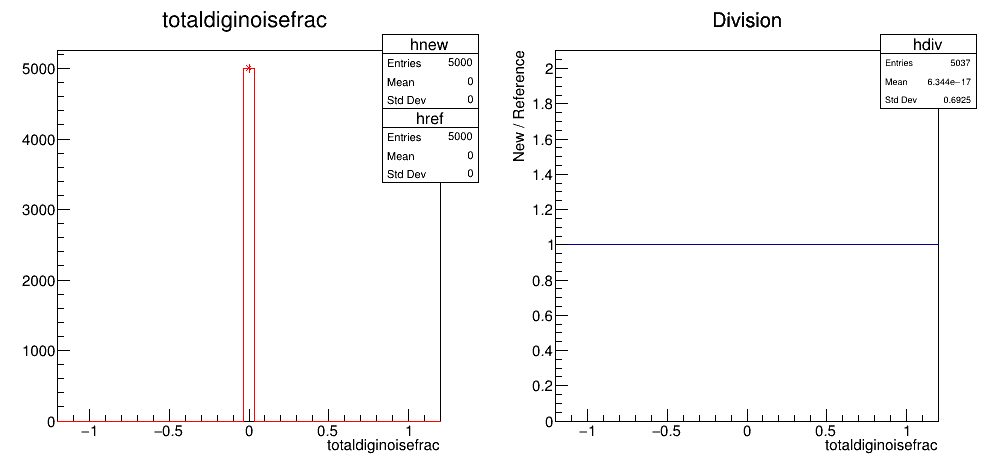 totaldiginoisefrac
hnew
Entries 5000
Mean 0
Std Dev 0
href
Entries 5000
Mean 0
Std Dev 0
5000
4000
3000
2000
1000
0
−1 −0.5 0 0.5 1
totaldiginoisefrac
Division
hdiv
Entries 5037
Mean 6.344e−17
Std Dev 0.6925
New / Reference
2
1.8
1.6
1.4
1.2
1
0.8
0.6
0.4
0.2
0
−1 −0.5 0 0.5 1
totaldiginoisefrac